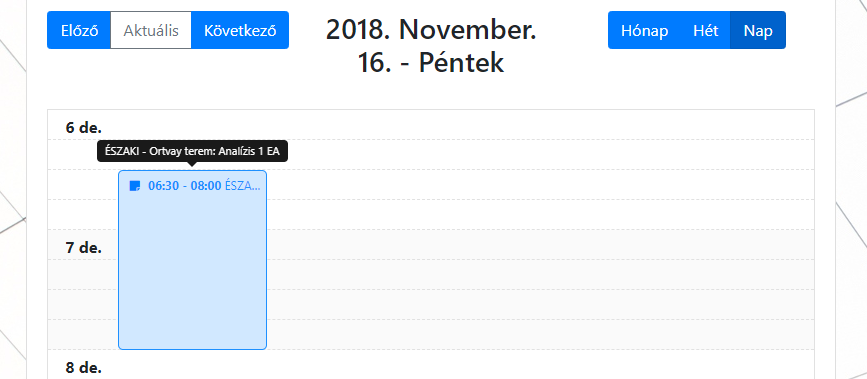 Előző Aktuális Következő
2018. November.
16. - Péntek
Hónap Hét Nap
6 de.
ÉSZAKI - Ortvay terem: Analízis 1 EA
06:30 - 08:00 ÉSZA...
7 de.
8 de.